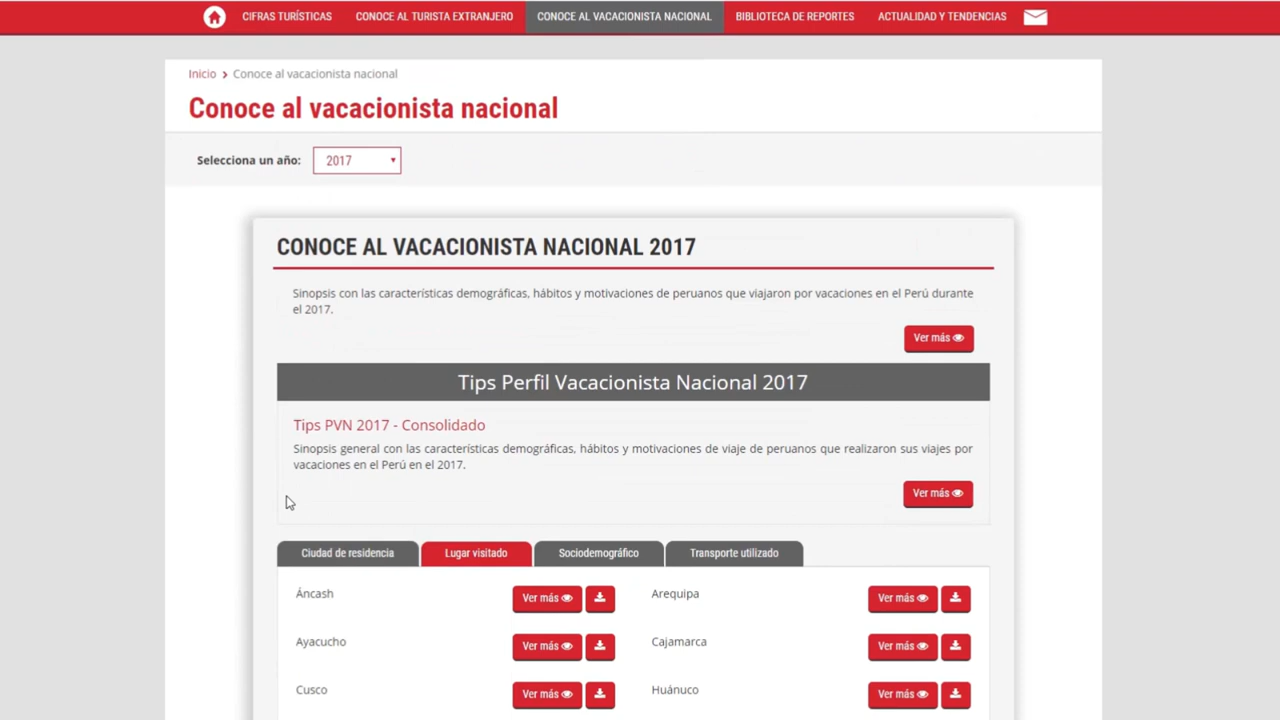 CIFRAS TURÍSTICAS CONOCE AL TURISTA EXTRANJERO CONOCE AL VACACIONISTA NACIONAL BIBLIOTECA DE REPORTES ACTUALIDAD Y TENDENCIAS
Inicio > Conoce al vacacionista nacional
Conoce al vacacionista nacional
Selecciona un año: 2017
CONOCE AL VACACIONISTA NACIONAL 2017
Sinopsis con las características demográficas, hábitos y motivaciones de peruanos que viajaron por vacaciones en el Perú durante
el 2017.
Ver más
Tips Perfil Vacacionista Nacional 2017
Tips PVN 2017 - Consolidado
Sinopsis general con las características demográficas, hábitos y motivaciones de viaje de peruanos que realizaron sus viajes por
vacaciones en el Perú en el 2017.
Ver más
Ciudad de residencia Lugar visitado Sociodemográfico Transporte utilizado
Áncash Ver más Arequipa Ver más
Ayacucho Ver más Cajamarca Ver más
Cusco Ver más Huánuco Ver más